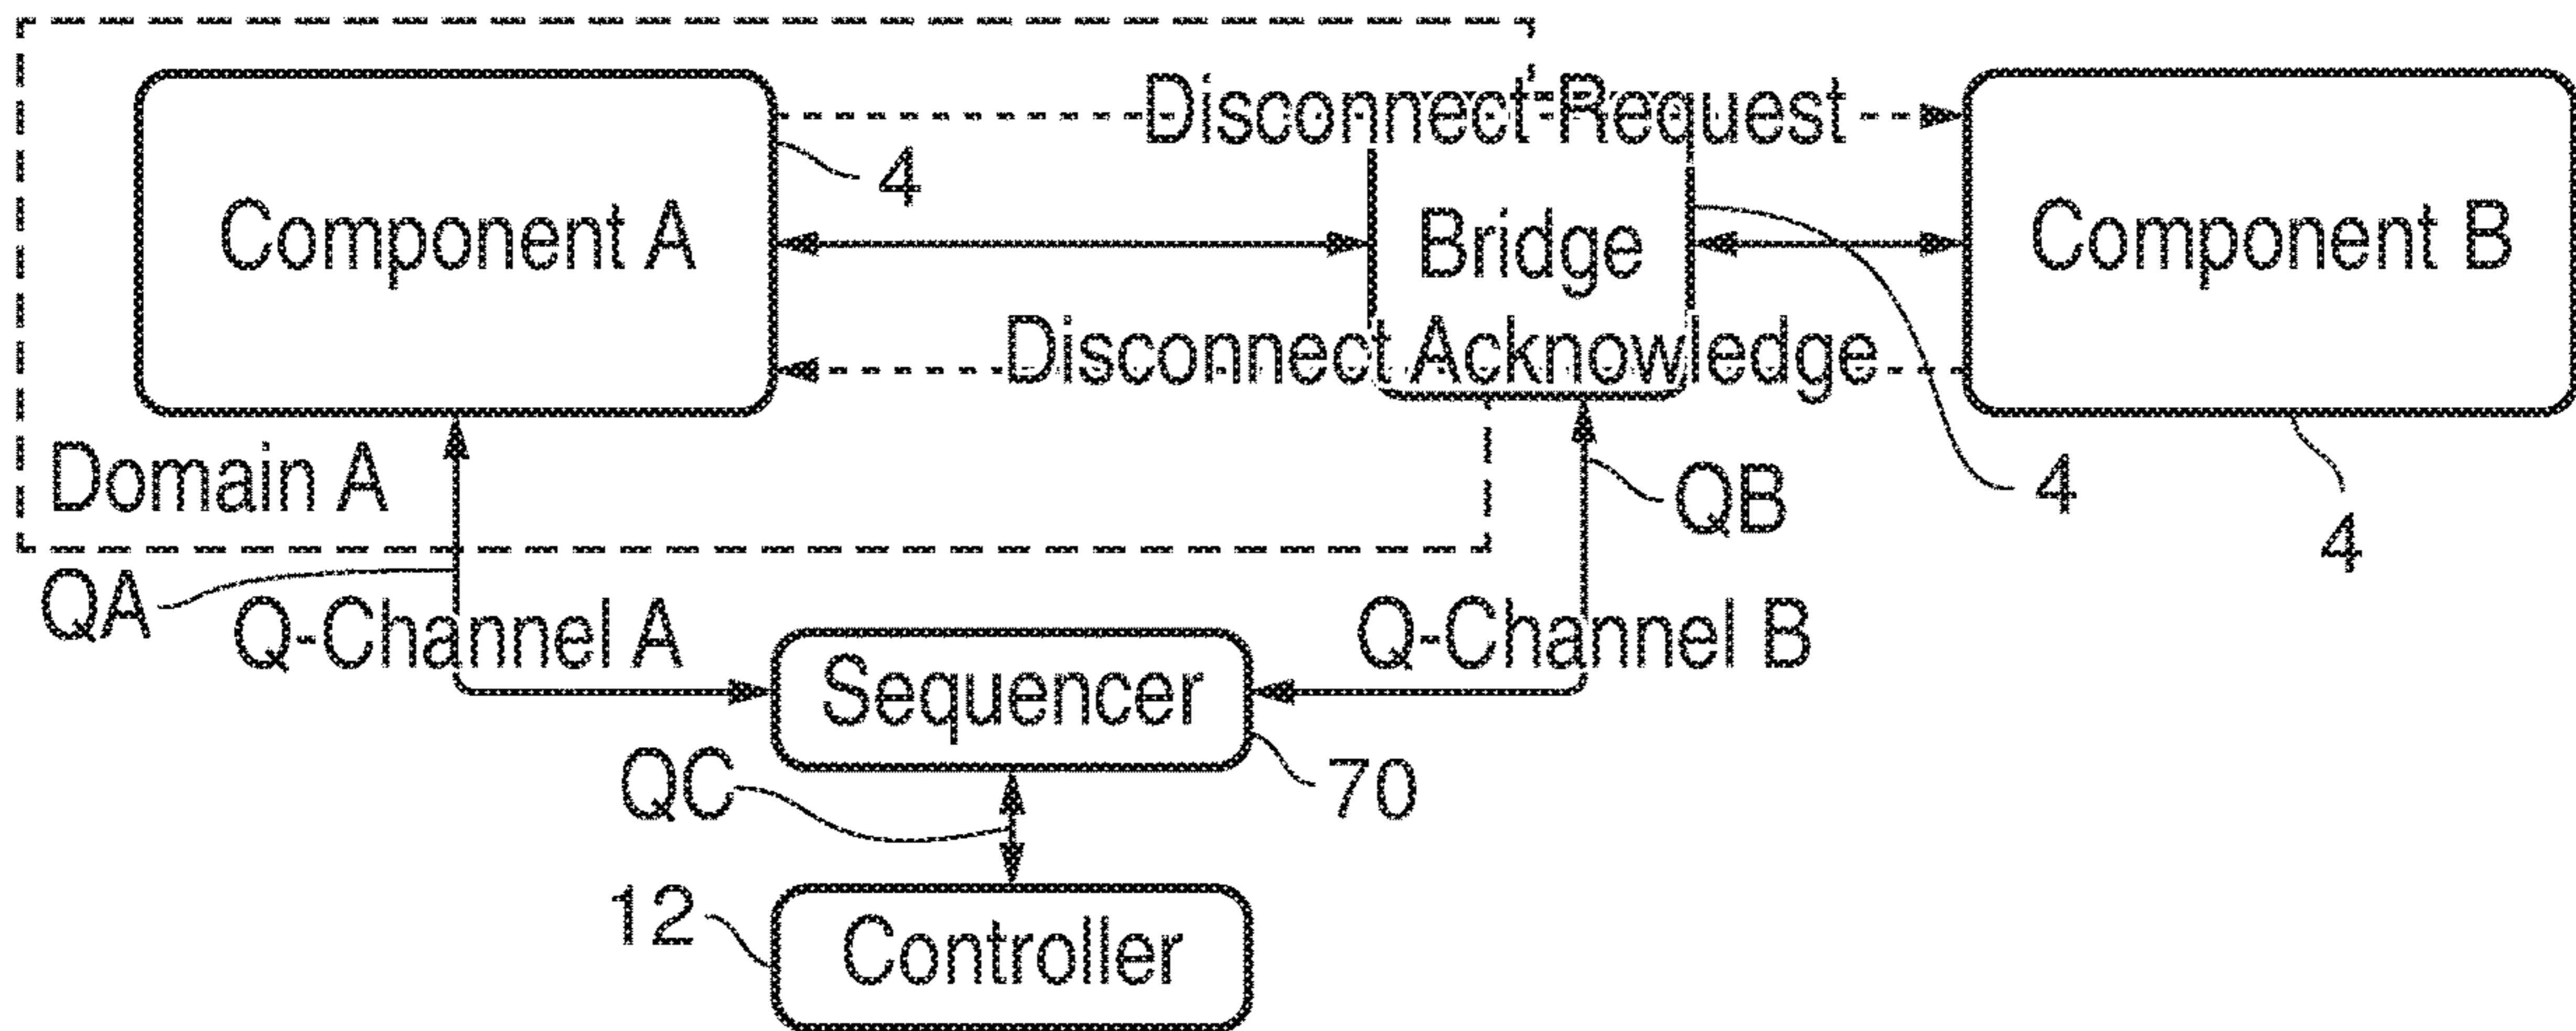 Disconnect Request
4
Component A
Bridge
Component B
Disconnect Acknowledge
Domain A
QB
4
4
QA
Q-Channel A
Q-Channel B
Sequencer
QC
70
12
Controller